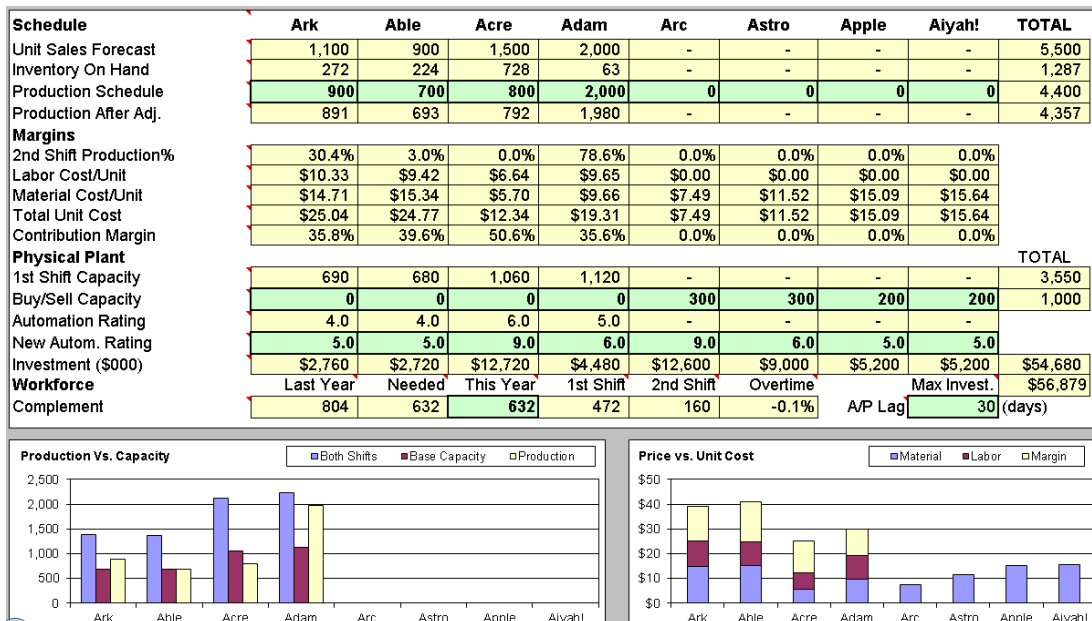 Schedule Ark Able Acre Adam Arc Astro Apple Aiyah! TOTAL
Unit Sales Forecast 1,100 900 1,500 2,000 - - - - 5,500
Inventory On Hand 272 224 728 63 - - - - 1,287
Production Schedule 900 700 800 2,000 0 0 0 0 4,400
Production After Adj. 891 693 792 1,980 - - - - 4,357
Margins
2nd Shift Production% 30.4% 3.0% 0.0% 78.6% 0.0% 0.0% 0.0% 0.0%
Labor Cost/Unit $10.33 $9.42 $6.64 $9.65 $0.00 $0.00 $0.00 $0.00
Material Cost/Unit $14.71 $15.34 $5.70 $9.66 $7.49 $11.52 $15.09 $15.64
Total Unit Cost $25.04 $24.77 $12.34 $19.31 $7.49 $11.52 $15.09 $15.64
Contribution Margin 35.8% 39.6% 50.6% 35.6% 0.0% 0.0% 0.0% 0.0%
Physical Plant TOTAL
1st Shift Capacity 690 680 1,060 1,120 - - - - 3,550
Buy/Sell Capacity 0 0 0 0 300 300 200 200 1,000
Automation Rating 4.0 4.0 6.0 5.0 - - - -
New Autom. Rating 5.0 5.0 9.0 6.0 9.0 6.0 5.0 5.0
Investment ($000) $2,760 $2,720 $12,720 $4,480 $12,600 $9,000 $5,200 $5,200 $54,680
Workforce Last Year Needed This Year 1st Shift 2nd Shift Overtime Max Invest. $56,879
Complement 804 632 632 472 160 -0.1% A/P Lag 30 (days)
Production Vs. Capacity Both Shifts Base Capacity Production
2,500
2,000
1,500
1,000
500
0
Ark Able Acre Adam Arc Astro Apple Aiyah!
Price vs. Unit Cost Material Labor Margin
$50
$40
$30
$20
$10
$0
Ark Able Acre Adam Arc Astro Apple Aiyah!